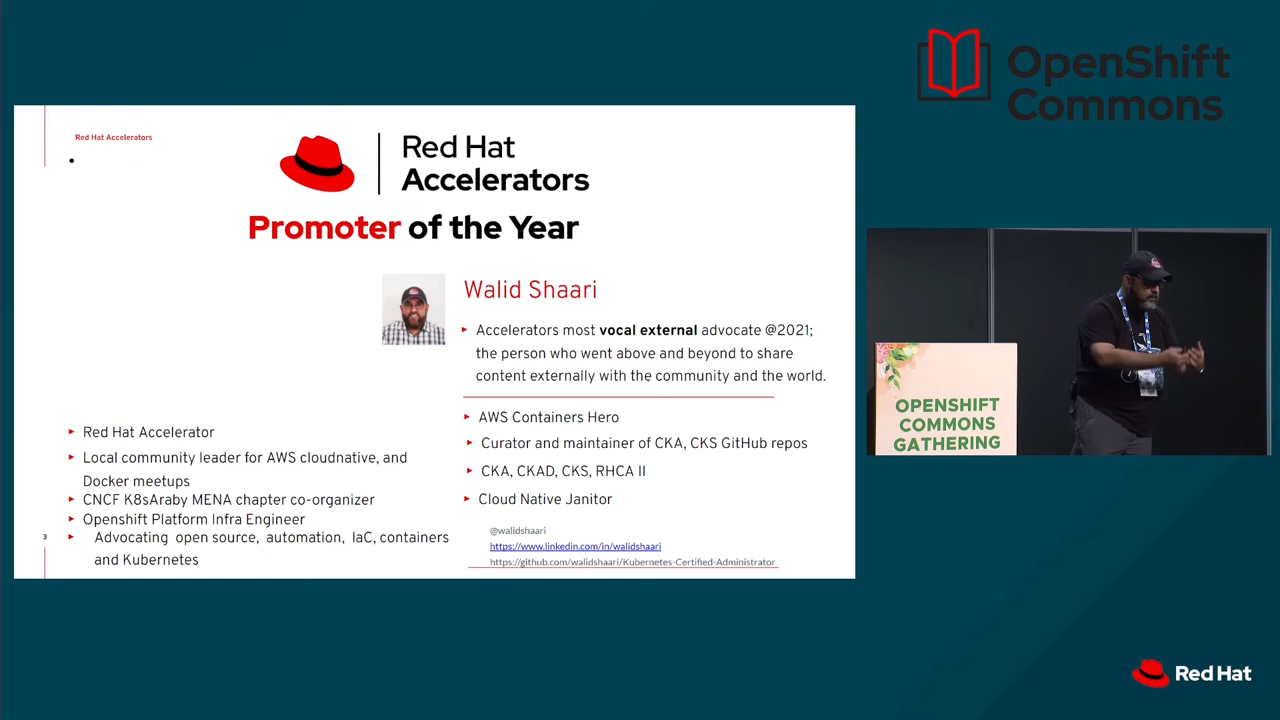 OpenShift
Commons
Red Hat Accelerators
Red Hat
Accelerators
Promoter of the Year
Walid Shaari
Accelerators most vocal external advocate @2021;
the person who went above and beyond to share
content externally with the community and the world.
AWS Containers Hero
Curator and maintainer of CKA, CKS GitHub repos
CKA, CKAD, CKS, RHCA II
Cloud Native Janitor
@walidshaari
https://www.linkedin.com/in/walidshaari
https://github.com/walidshaari/Kubernetes-Certified-Administrator
Red Hat Accelerator
Local community leader for AWS cloudnative, and
Docker meetups
CNCF K8sAraby MENA chapter co-organizer
Openshift Platform Infra Engineer
Advocating open source, automation, IaC, containers
and Kubernetes
3
OPENSHIFT
COMMONS
GATHERING
Red Hat